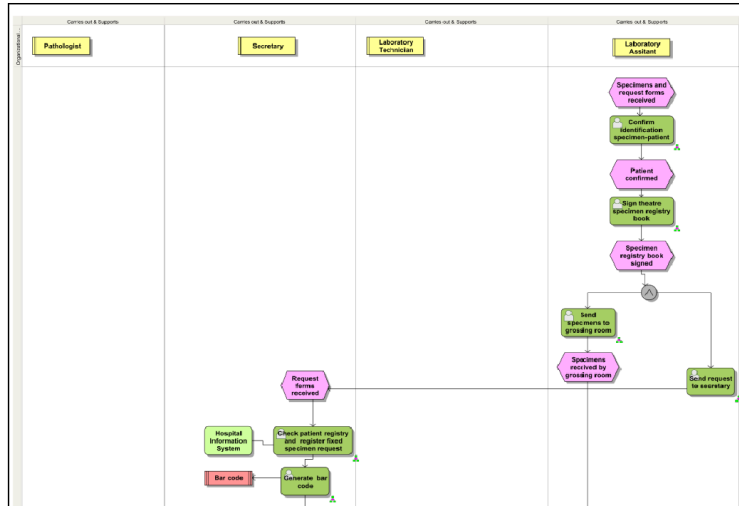 Carries out & Supports
Carries out & Supports
Carries out & Supports
Carries out & Supports
Organizational ...
Pathologist
Secretary
Laboratory
Technician
Laboratory
Assitant
Specimens and
request forms
received
Confirm
identification
specimen-patient
Patient
confirmed
Sign theatre
specimen registry
book
Specimen
registry book
signed
Send
specimens to
grossing room
Specimens
recrived by
grossing room
Send request
to secretary
Request
forms
received
Hospital
Information
System
Check patient registry
and register fixed
specimen request
Bar code
Generate bar
code